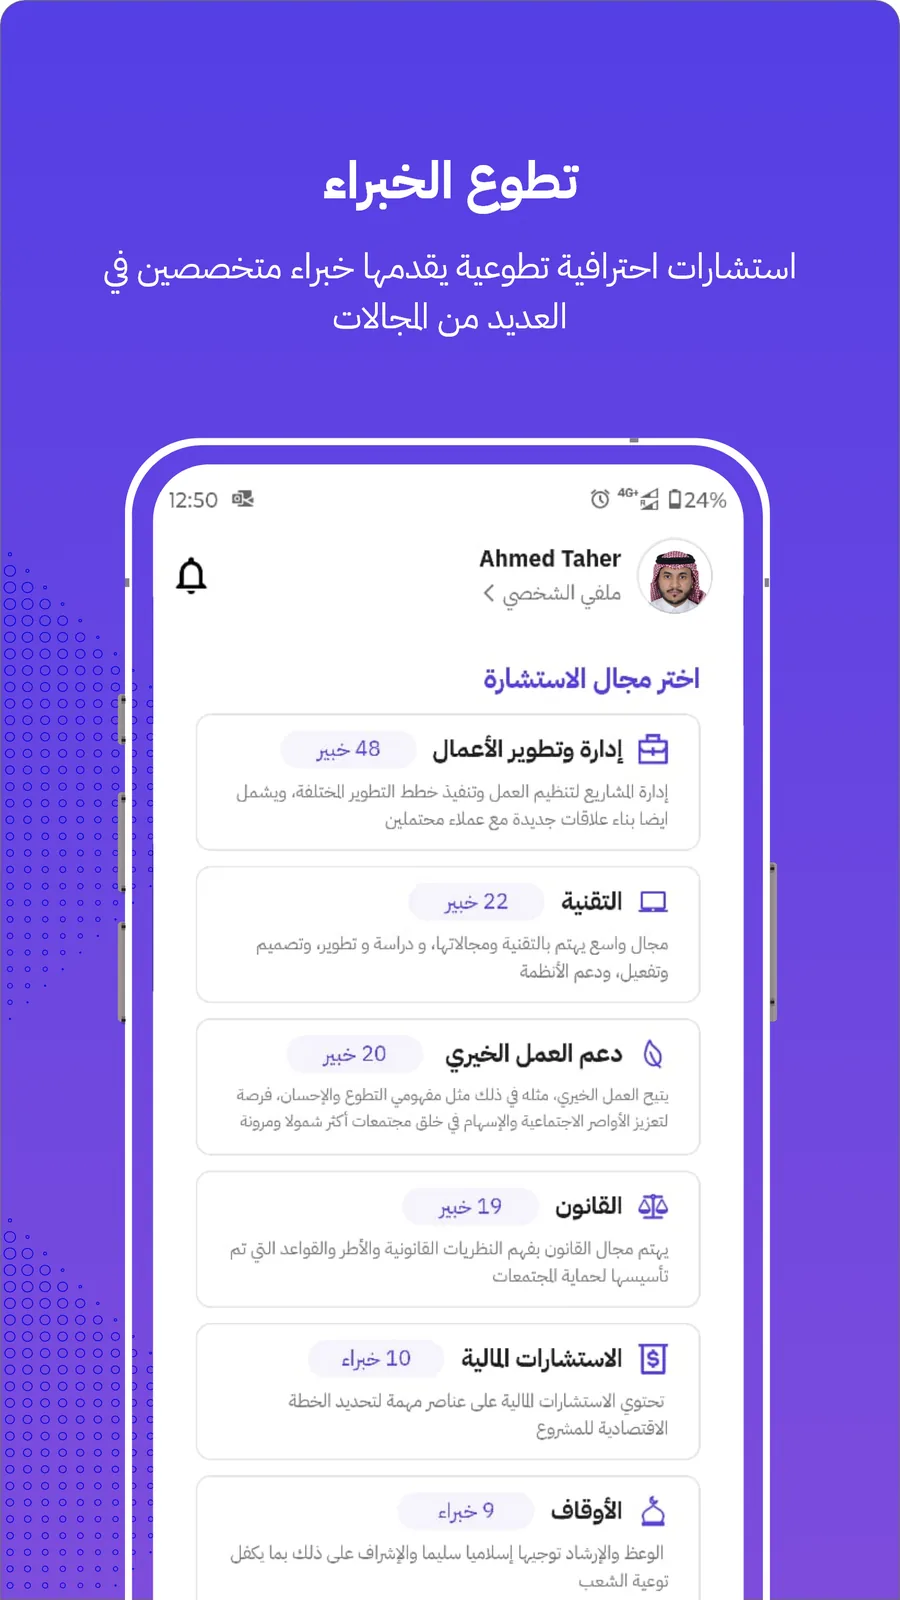 تطوع الخبراء
استشارات احترافية تطوعية يقدمها خبراء متخصصين في
العديد من المجالات
12:50 4G+ R 24%
Ahmed Taher
ملفي الشخصي
اختر مجال الاستشارة
إدارة وتطوير الأعمال 48 خبير
إدارة المشاريع لتنظيم العمل وتنفيذ خطط التطوير المختلفة، ويشمل
ايضا بناء علاقات جديدة مع عملاء محتملين
التقنية 22 خبير
مجال واسع يهتم بالتقنية ومجالاتها، و دراسة و تطوير، وتصميم
وتفعيل، ودعم الأنظمة
دعم العمل الخيري 20 خبير
يتيح العمل الخيري، مثله في ذلك مثل مفهومي التطوع والإحسان، فرصة
لتعزيز الأواصر الاجتماعية والإسهام في خلق مجتمعات أكثر شمولا ومرونة
القانون 19 خبير
يهتم مجال القانون بفهم النظريات القانونية والأطر والقواعد التي تم
تأسيسها لحماية المجتمعات
الاستشارات المالية 10 خبراء
تحتوي الاستشارات المالية على عناصر مهمة لتحديد الخطة
الاقتصادية للمشروع
الأوقاف 9 خبراء
الوعظ والإرشاد توجيها إسلاميا سليما والإشراف على ذلك بما يكفل
توعية الشعب